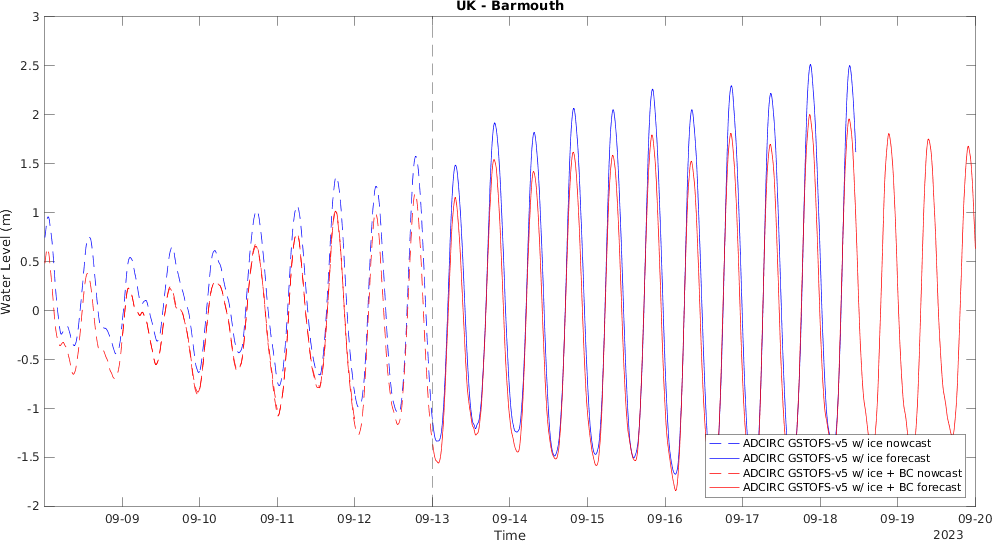 UK - Barmouth
3
2.5
2
1.5
1
0.5
0
-0.5
-1
-1.5
-2
Water Level (m)
ADCIRC GSTOFS-v5 w/ ice nowcast
ADCIRC GSTOFS-v5 w/ ice forecast
ADCIRC GSTOFS-v5 w/ ice + BC nowcast
ADCIRC GSTOFS-v5 w/ ice + BC forecast
09-09 09-10 09-11 09-12 09-13 09-14 09-15 09-16 09-17 09-18 09-19 09-20
Time
2023